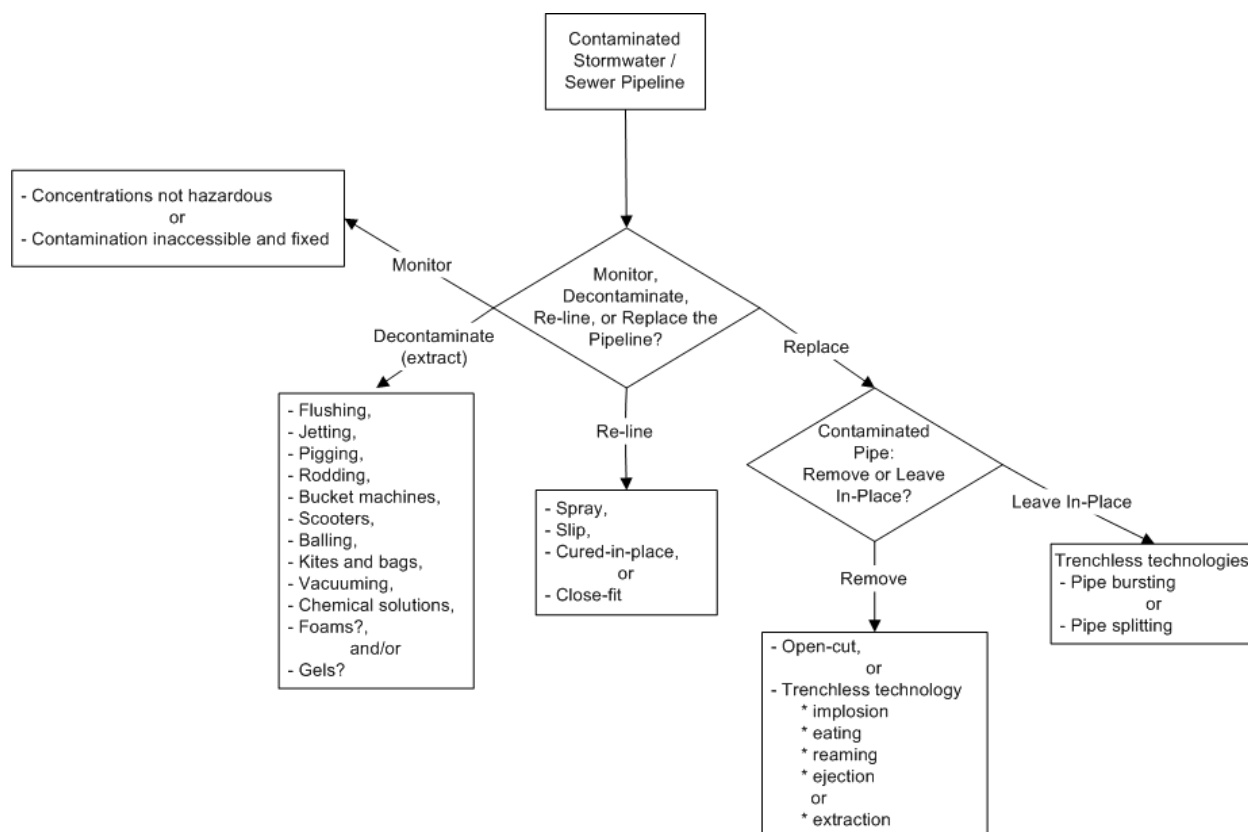 Contaminated
Stormwater /
Sewer Pipeline
- Concentrations not hazardous
or
- Contamination inaccessible and fixed
Monitor
Monitor,
Decontaminate,
Re-line, or Replace the
Pipeline?
Decontaminate
(extract)
Replace
- Flushing,
- Jetting,
- Pigging,
- Rodding,
- Bucket machines,
- Scooters,
- Balling,
- Kites and bags,
- Vacuuming,
- Chemical solutions,
- Foams?,
and/or
- Gels?
Re-line
- Spray,
- Slip,
- Cured-in-place,
or
- Close-fit
Contaminated
Pipe:
Remove or Leave
In-Place?
Leave In-Place
Trenchless technologies
- Pipe bursting
or
- Pipe splitting
Remove
- Open-cut,
or
- Trenchless technology
* implosion
* eating
* reaming
* ejection
or
* extraction